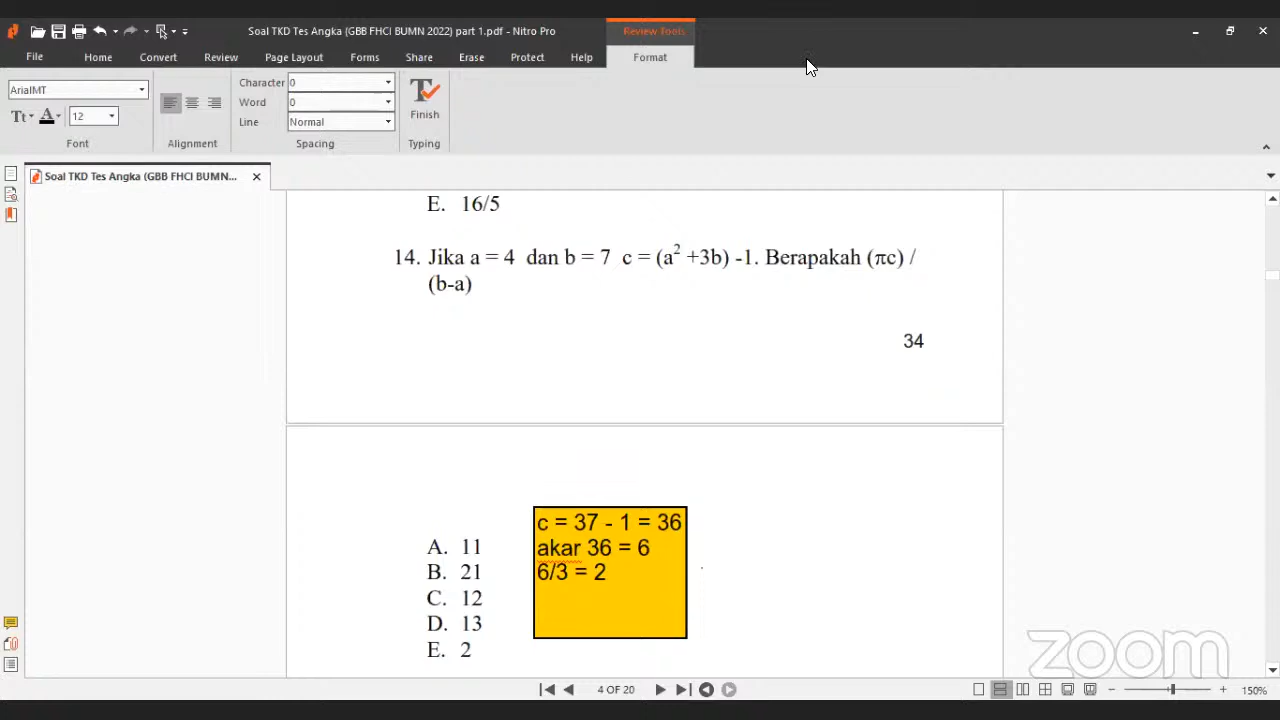 Soal TKD Tes Angka (GBB FHCI BUMN 2022) part 1.pdf - Nitro Pro
Review Tools
File Home Convert Review Page Layout Forms Share Erase Protect Help Format
ArialMT
Tt A 12
Font
Alignment
Character 0
Word 0
Line Normal
Spacing
T
Finish
Typing
Soal TKD Tes Angka (GBB FHCI BUMN...
E. 16/5
14. Jika a = 4 dan b = 7 c = (a² +3b) -1. Berapakah (πc) /
(b-a)
34
c = 37 - 1 = 36
akar 36 = 6
6/3 = 2
A. 11
B. 21
C. 12
D. 13
E. 2
zoom
4 OF 20
150%